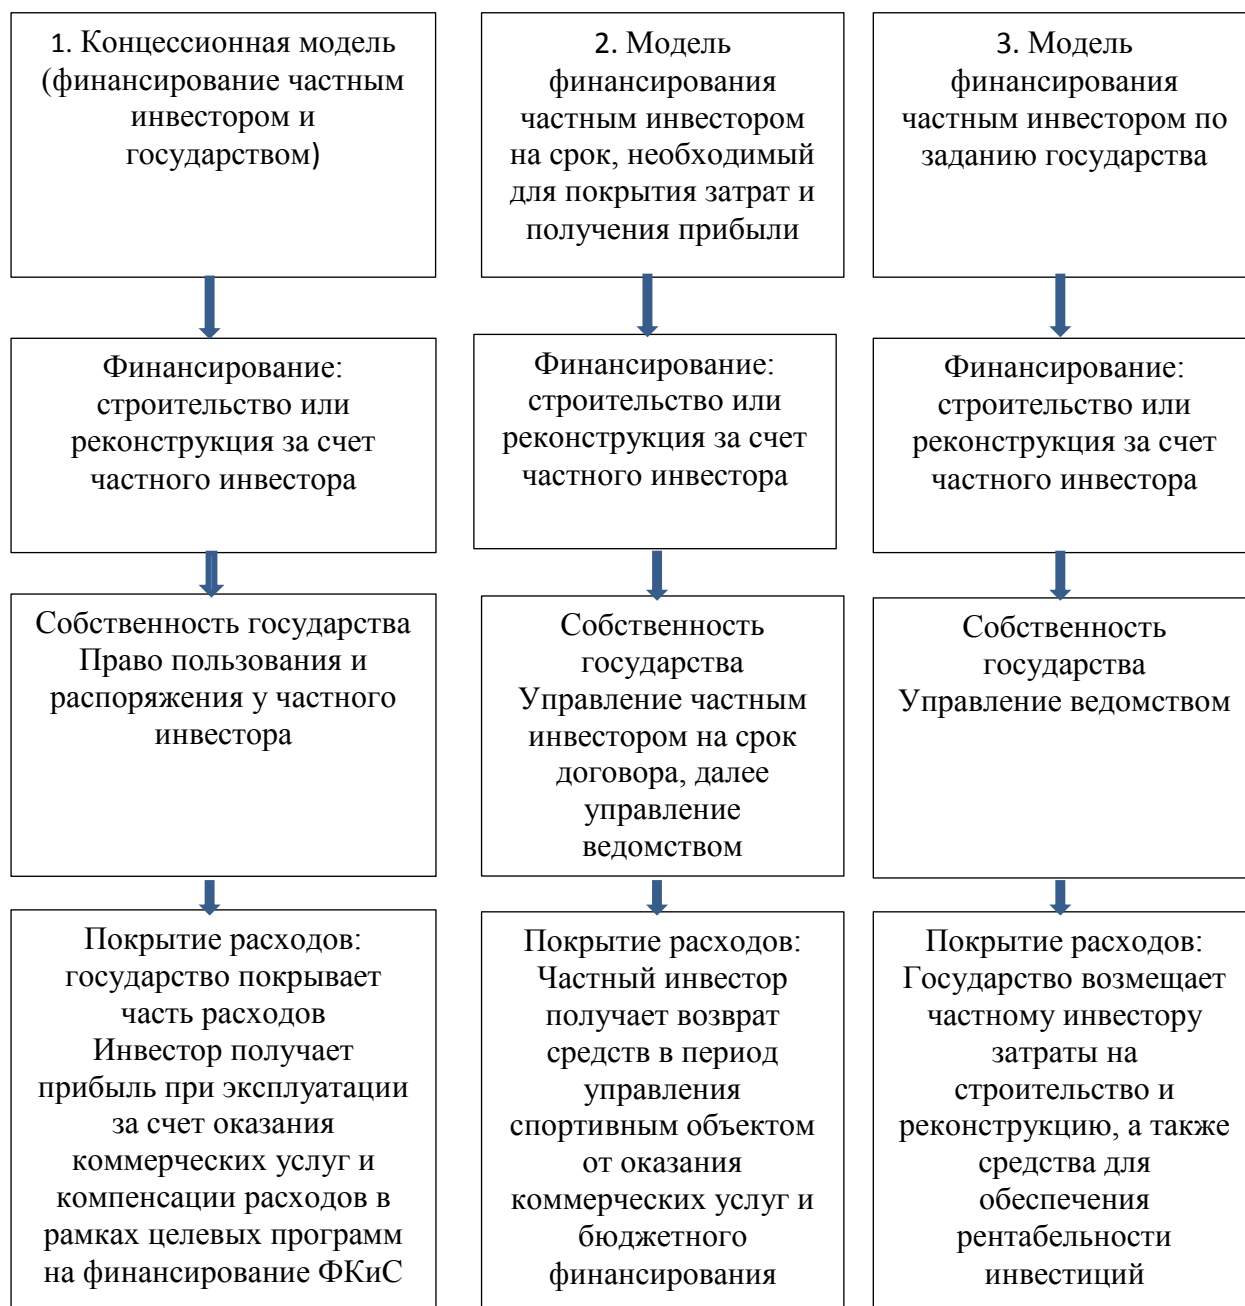 1. Концессионная модель
(финансирование частным
инвестором и
государством)
2. Модель
финансирования
частным инвестором
на срок, необходимый
для покрытия затрат и
получения прибыли
3. Модель
финансирования
частным инвестором по
заданию государства
Финансирование:
строительство или
реконструкция за счет
частного инвестора
Финансирование:
строительство или
реконструкция за счет
частного инвестора
Финансирование:
строительство или
реконструкция за счет
частного инвестора
Собственность государства
Право пользования и
распоряжения у частного
инвестора
Собственность
государства
Управление частным
инвестором на срок
договора, далее
управление
ведомством
Собственность
государства
Управление ведомством
Покрытие расходов:
государство покрывает
часть расходов
Инвестор получает
прибыль при эксплуатации
за счет оказания
коммерческих услуг и
компенсации расходов в
рамках целевых программ
на финансирование ФКиС
Покрытие расходов:
Частный инвестор
получает возврат
средств в период
управления
спортивным объектом
от оказания
коммерческих услуг и
бюджетного
финансирования
Покрытие расходов:
Государство возмещает
частному инвестору
затраты на
строительство и
реконструкцию, а также
средства для
обеспечения
рентабельности
инвестиций